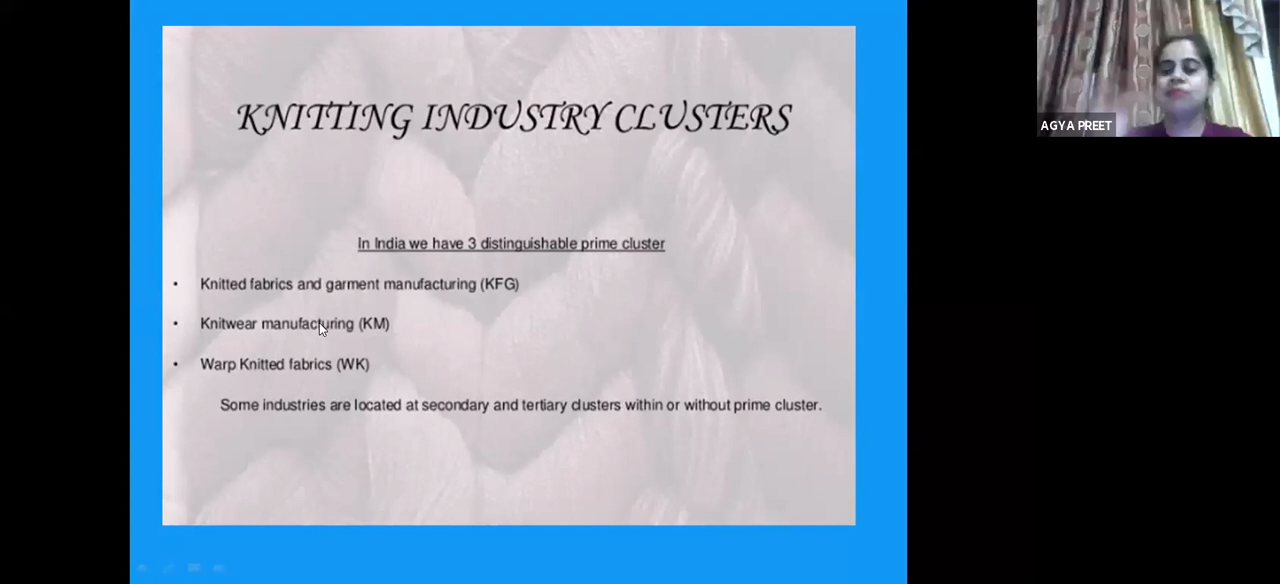 KNITTING INDUSTRY CLUSTERS
In India we have 3 distinguishable prime cluster
• Knitted fabrics and garment manufacturing (KFG)
• Knitwear manufacturing (KM)
• Warp Knitted fabrics (WK)
Some industries are located at secondary and tertiary clusters within or without prime cluster.
AGYA PREET